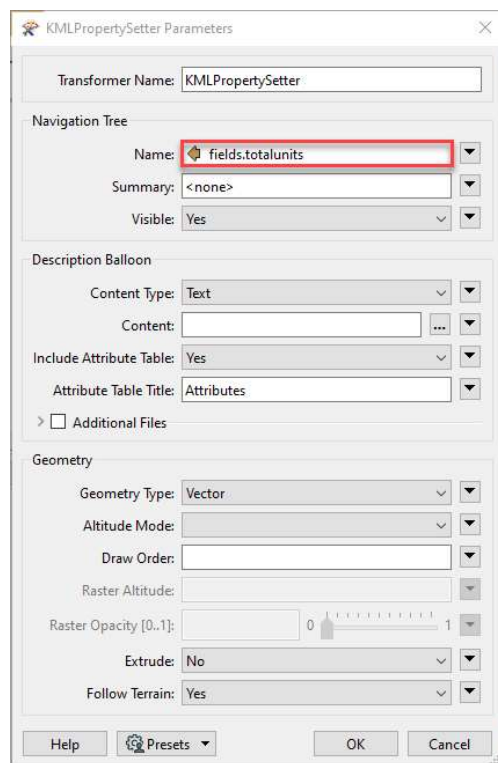 KMLPropertySetter Parameters
Transformer Name: KMLPropertySetter
Navigation Tree
Name: fields.totalunits
Summary: <none>
Visible: Yes
Description Balloon
Content Type: Text
Content: ...
Include Attribute Table: Yes
Attribute Table Title: Attributes
Additional Files
Geometry
Geometry Type: Vector
Altitude Mode:
Draw Order:
Raster Altitude:
Raster Opacity [0..1]: 0 1
Extrude: No
Follow Terrain: Yes
Help Presets OK Cancel